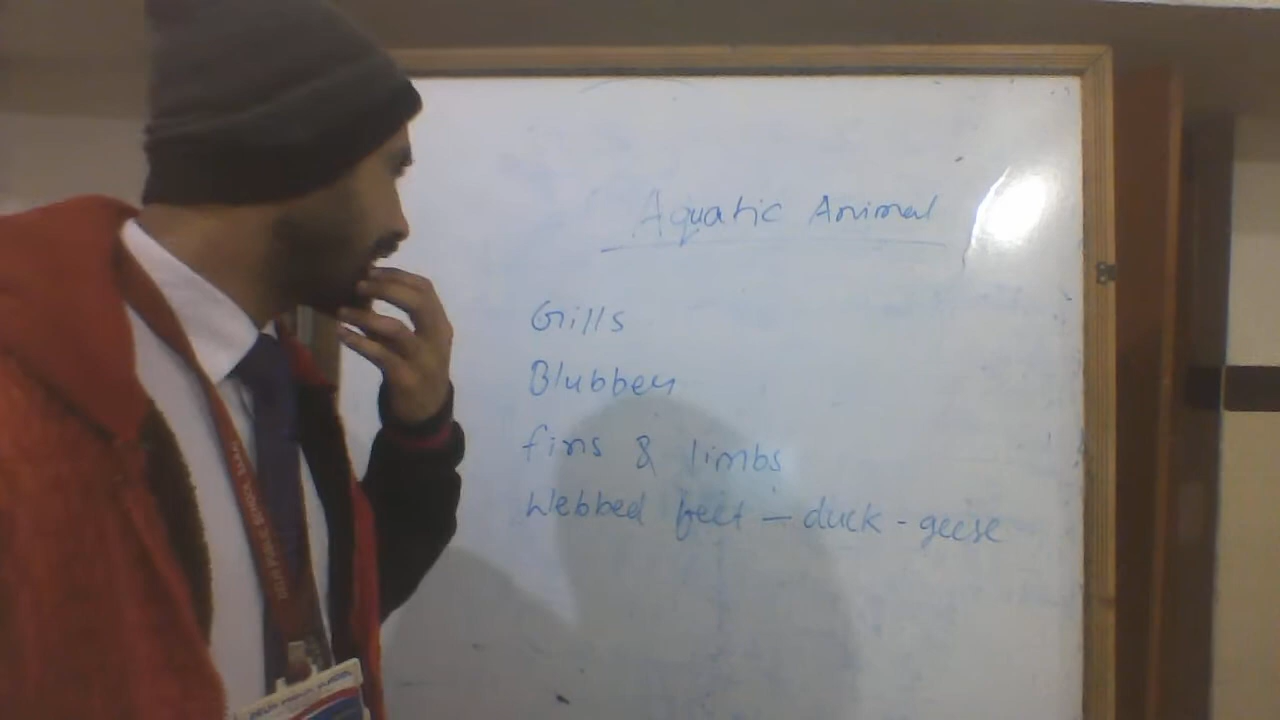 Aquatic Animal
Gills
Blubber
fins & limbs
Webbed feet – duck - geese